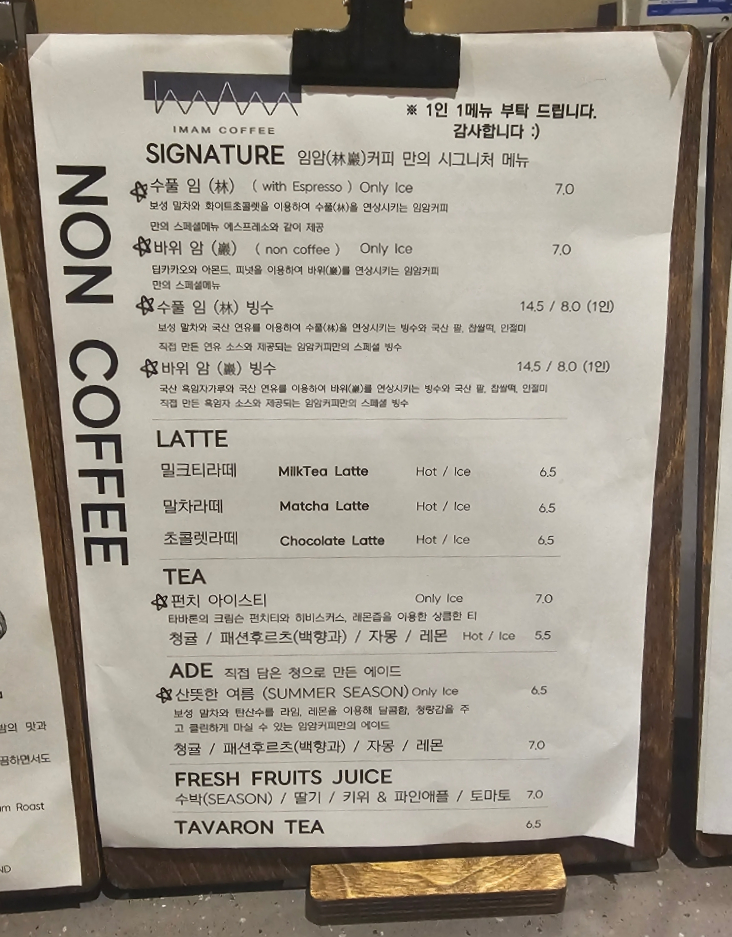 IMAM COFFEE
※ 1인 1메뉴 부탁 드립니다.
감사합니다 :)
NON COFFEE
SIGNATURE 임암(林巖)커피 만의 시그니처 메뉴
수풀 임 (林) ( with Espresso ) Only Ice 7.0
보성 말차와 화이트초콜렛을 이용하여 수풀(林)을 연상시키는 임암커피
만의 스페셜메뉴 에스프레소와 같이 제공
바위 암 (巖) ( non coffee ) Only Ice 7.0
딥카카오와 아몬드, 피넛을 이용하여 바위(巖)를 연상시키는 임암커피
만의 스페셜메뉴
수풀 임 (林) 빙수 14.5 / 8.0 (1인)
보성 말차와 국산 연유를 이용하여 수풀(林)을 연상시키는 빙수와 국산 팥, 찹쌀떡, 인절미
직접 만든 연유 소스와 제공되는 임암커피만의 스페셜 빙수
바위 암 (巖) 빙수 14.5 / 8.0 (1인)
국산 흑임자가루와 국산 연유를 이용하여 바위(巖)를 연상시키는 빙수와 국산 팥, 찹쌀떡, 인절미
직접 만든 흑임자 소스와 제공되는 임암커피만의 스페셜 빙수
LATTE
밀크티라떼 MilkTea Latte Hot / Ice 6.5
말차라떼 Matcha Latte Hot / Ice 6.5
초콜렛라떼 Chocolate Latte Hot / Ice 6.5
TEA
펀치 아이스티 Only Ice 7.0
타바론의 크림슨 펀치티와 히비스커스, 레몬즙을 이용한 상큼한 티
청귤 / 패션후르츠(백향과) / 자몽 / 레몬 Hot / Ice 5.5
ADE 직접 담은 청으로 만든 에이드
산뜻한 여름 (SUMMER SEASON) Only Ice 6.5
보성 말차와 탄산수를 라임, 레몬을 이용해 달콤함, 청량감을 주
고 클린하게 마실 수 있는 임암커피만의 에이드
청귤 / 패션후르츠(백향과) / 자몽 / 레몬 7.0
FRESH FRUITS JUICE
수박(SEASON) / 딸기 / 키위 & 파인애플 / 토마토 7.0
TAVARON TEA 6.5
맛과
끔하면서도
m Roast
ND